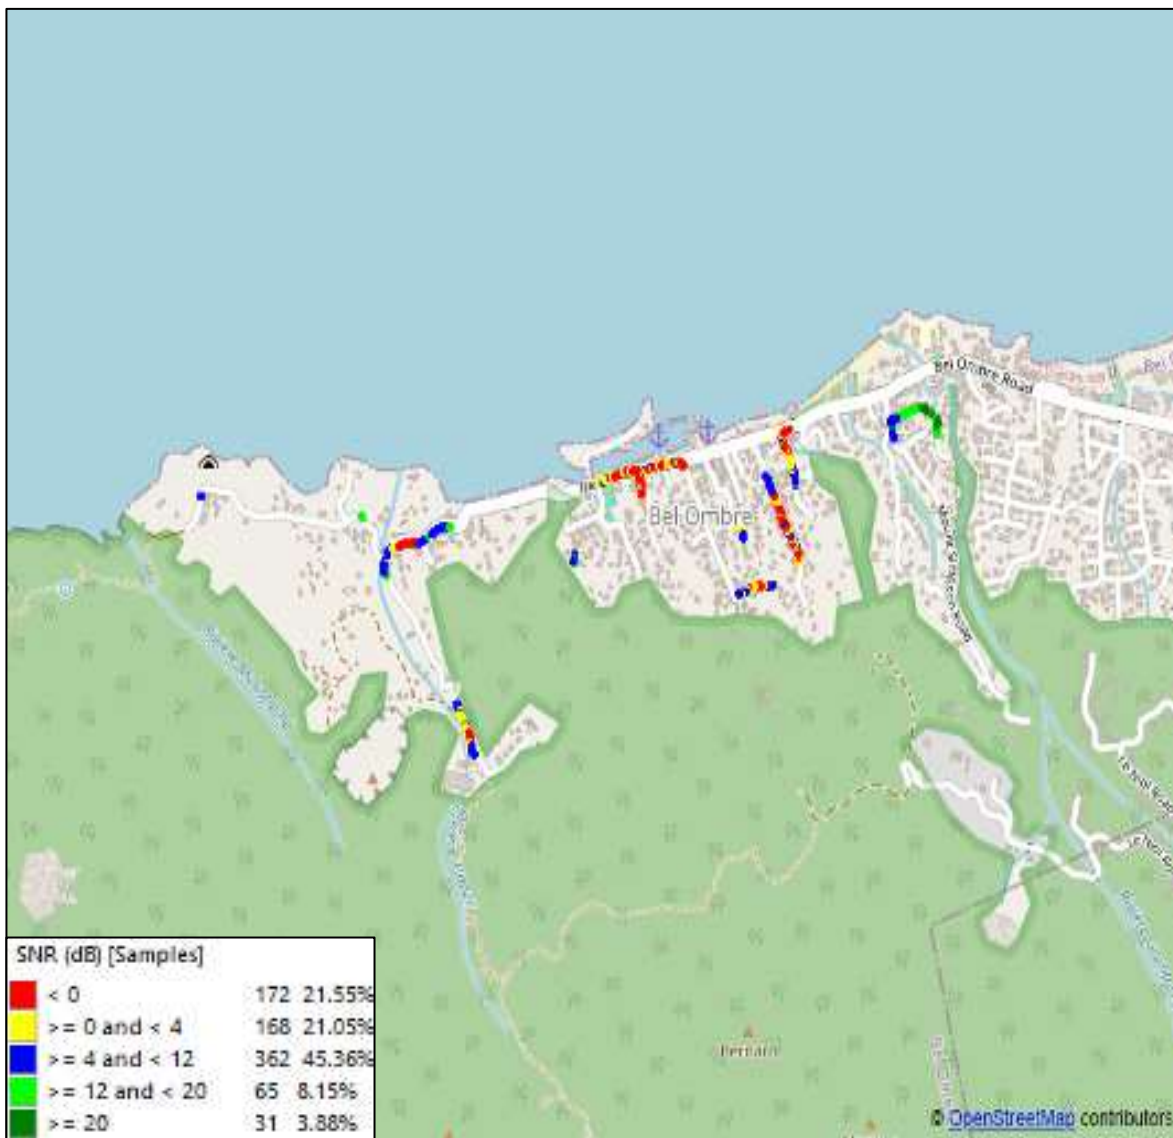 Bel Ombre Road
Bel Ombre
SNR (dB) [Samples]
< 0 172 21.55%
>= 0 and < 4 168 21.05%
>= 4 and < 12 362 45.36%
>= 12 and < 20 65 8.15%
>= 20 31 3.88%
© OpenStreetMap contributors